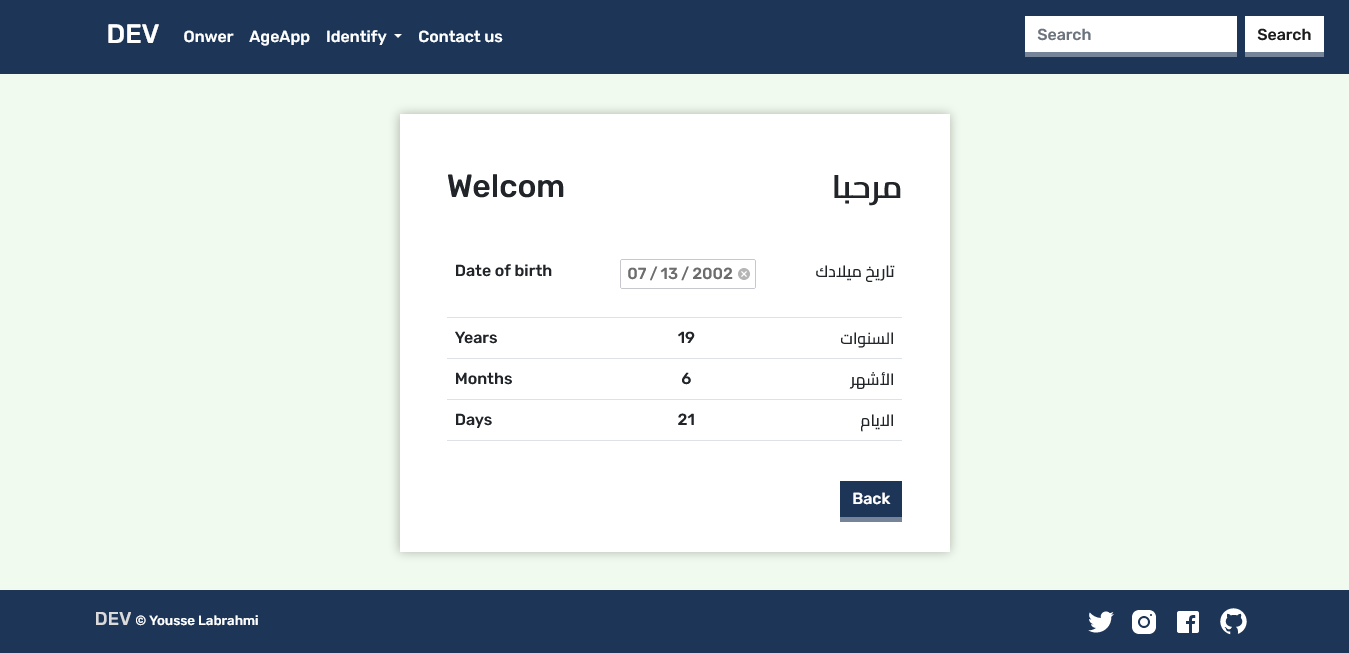 DEV Onwer AgeApp Identify Contact us Search Search
Welcom مرحبا
Date of birth 07 / 13 / 2002 تاريخ ميلادك
Years 19 السنوات
Months 6 الأشهر
Days 21 الايام
Back
DEV © Yousse Labrahmi